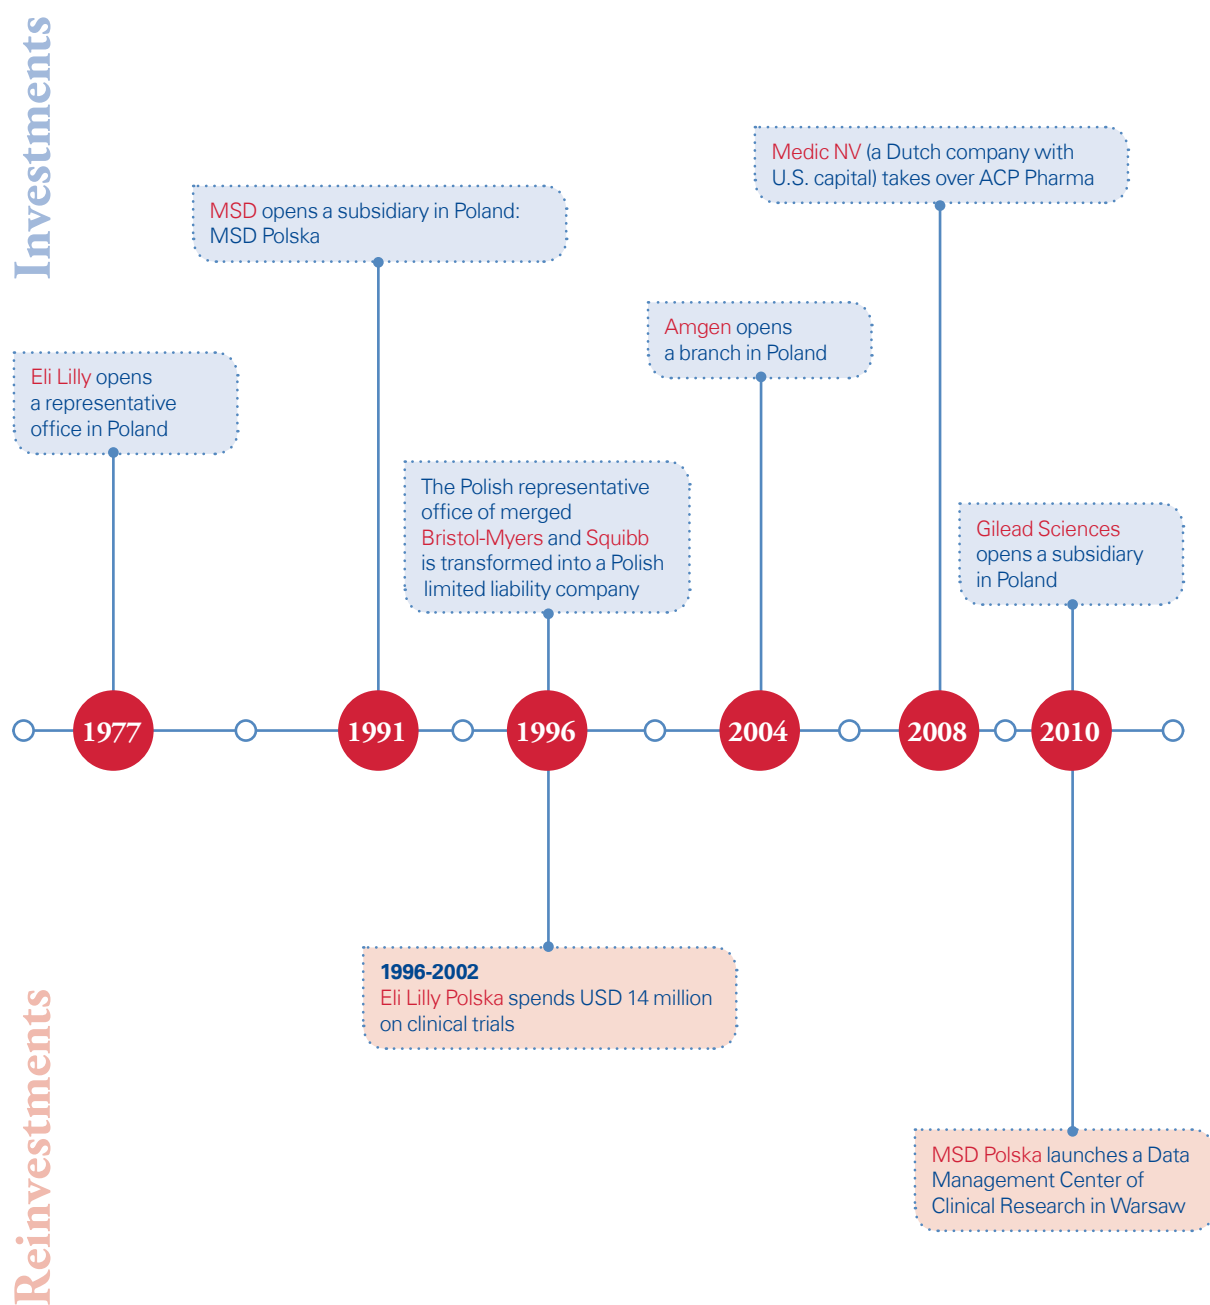 Investments
Medic NV (a Dutch company with
U.S. capital) takes over ACP Pharma
MSD opens a subsidiary in Poland:
MSD Polska
Amgen opens
a branch in Poland
Eli Lilly opens
a representative
office in Poland
The Polish representative
office of merged
Bristol-Myers and Squibb
is transformed into a Polish
limited liability company
Gilead Sciences
opens a subsidiary
in Poland
1977
1991
1996
2004
2008
2010
1996-2002
Eli Lilly Polska spends USD 14 million
on clinical trials
Reinvestments
MSD Polska launches a Data
Management Center of
Clinical Research in Warsaw